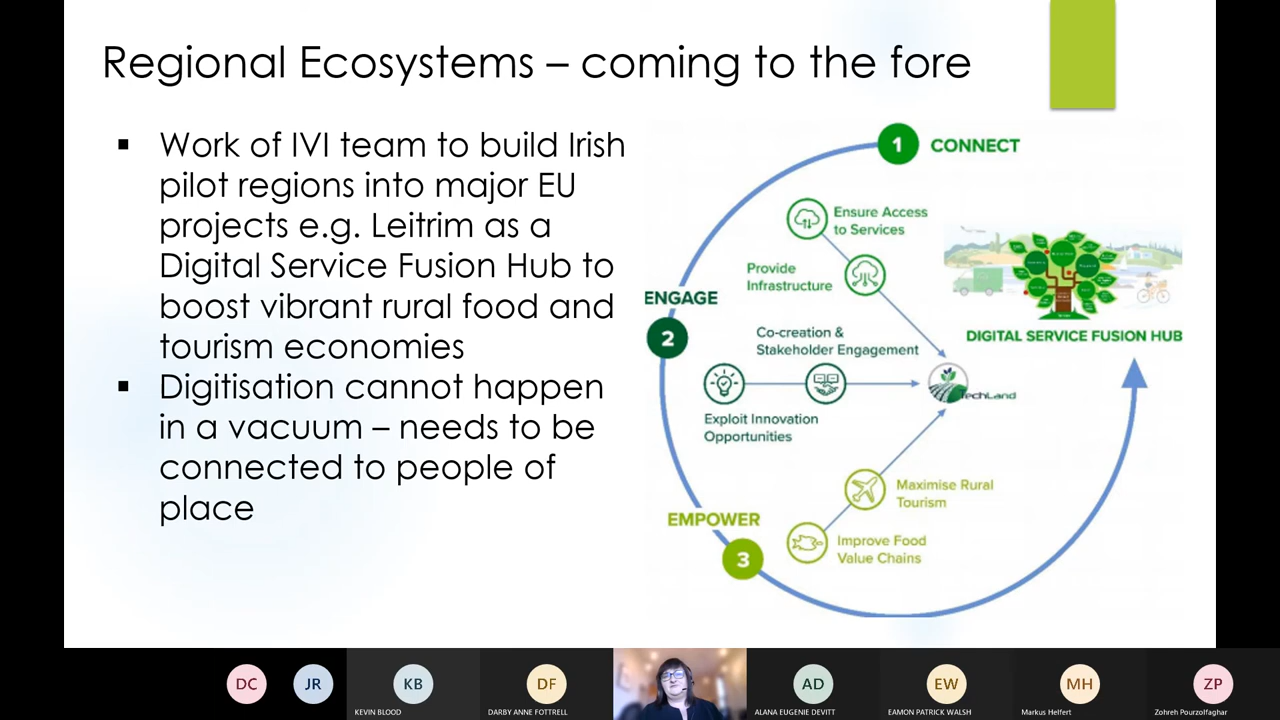 Regional Ecosystems – coming to the fore
▪ Work of IVI team to build Irish
pilot regions into major EU
projects e.g. Leitrim as a
Digital Service Fusion Hub to
boost vibrant rural food and
tourism economies
▪ Digitisation cannot happen
in a vacuum – needs to be
connected to people of
place
1 CONNECT
Ensure Access
to Services
Provide
Infrastructure
ENGAGE
2
Co-creation &
Stakeholder Engagement
Exploit Innovation
Opportunities
TechLand
DIGITAL SERVICE FUSION HUB
Maximise Rural
Tourism
EMPOWER
3
Improve Food
Value Chains
DC
JR
KB
KEVIN BLOOD
DF
DARBY ANNE FOTTRELL
AD
ALANA EUGENIE DEVITT
EW
EAMON PATRICK WALSH
MH
Markus Helfert
ZP
Zohreh Pourzolfaghar